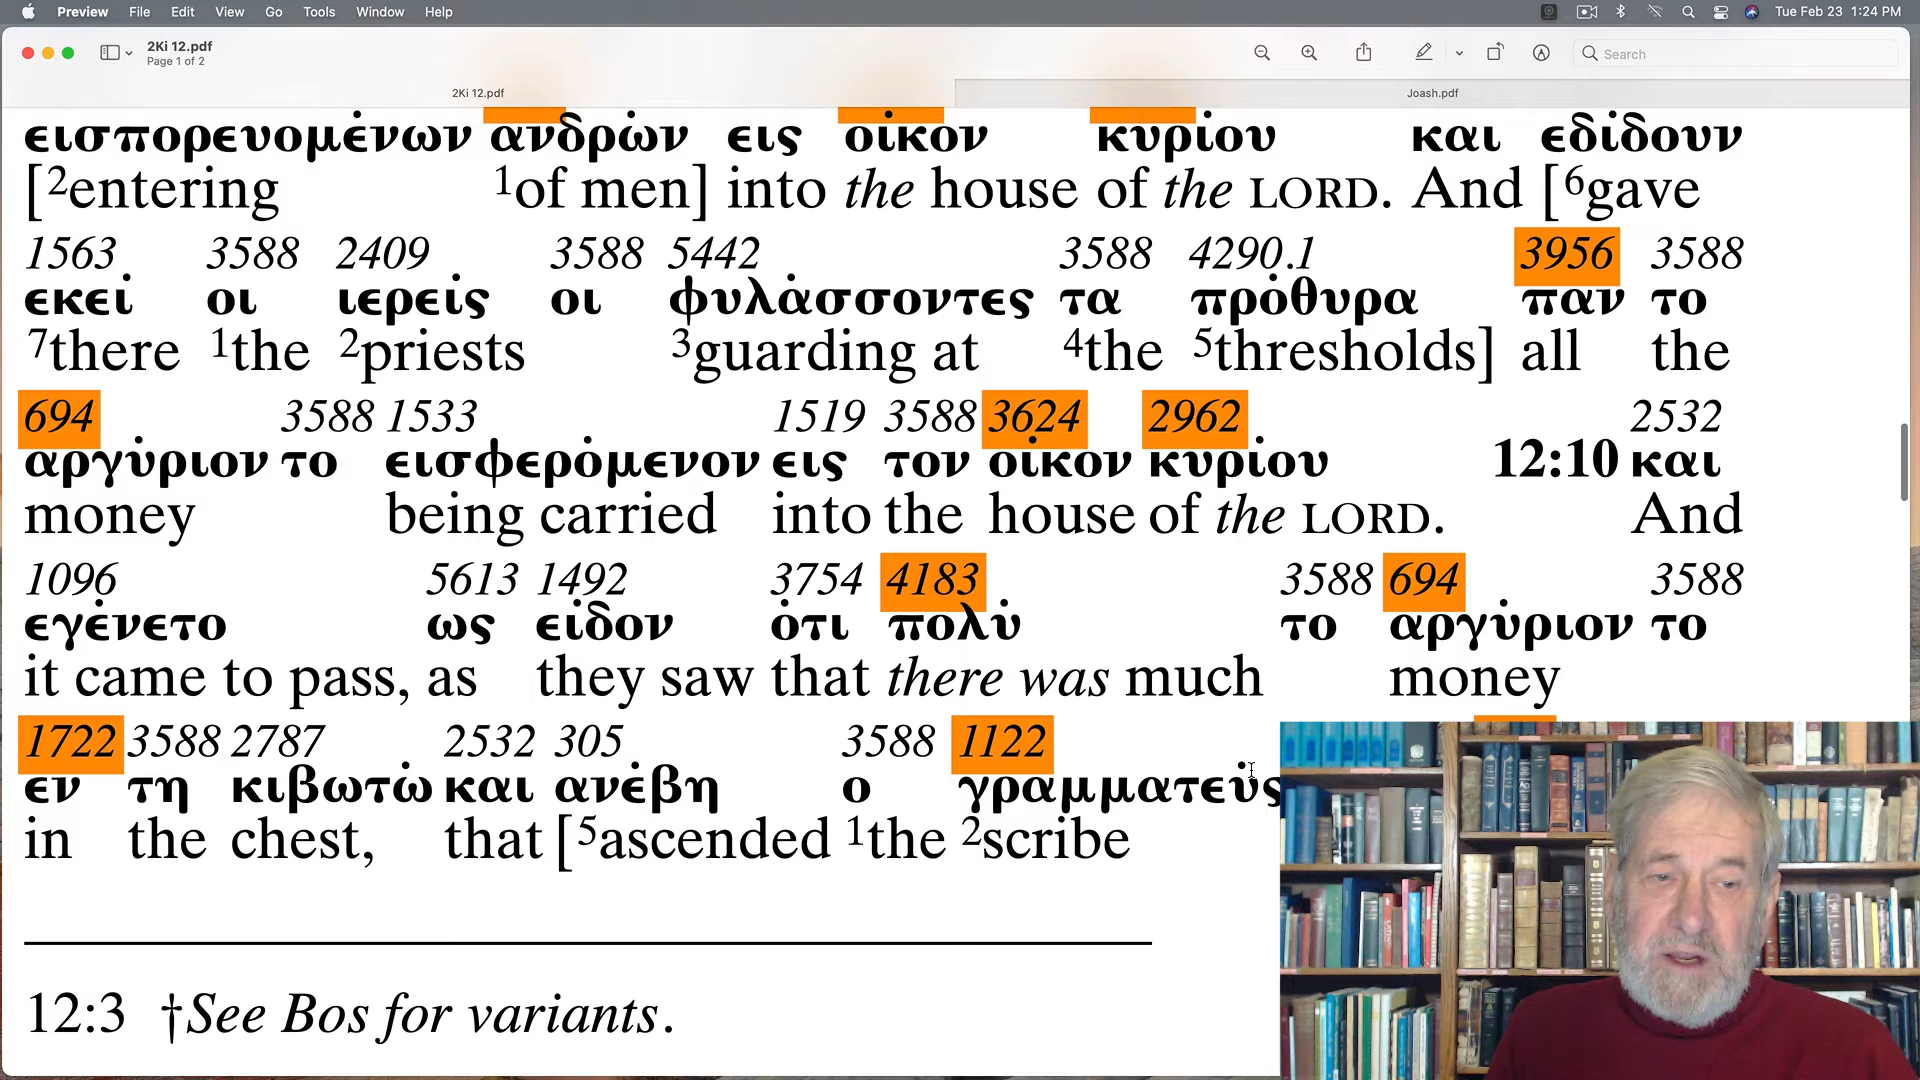 Preview File Edit View Go Tools Window Help Tue Feb 23 1:24 PM
2Ki 12.pdf
Page 1 of 2
Search
2Ki 12.pdf Joash.pdf
εισπορευομένων ανδρών εις οίκον κυρίου και εδίδουν
[²entering ¹of men] into the house of the LORD. And [⁶gave
1563 3588 2409 3588 5442 3588 4290.1 3956 3588
εκεί οι ιερείς οι φυλάσσοντες τα πρόθυρα παν το
⁷there ¹the ²priests ³guarding at ⁴the ⁵thresholds] all the
694 3588 1533 1519 3588 3624 2962 2532
αργύριον το εισφερόμενον εις τον οίκον κυρίου 12:10 και
money being carried into the house of the LORD. And
1096 5613 1492 3754 4183 3588 694 3588
εγένετο ως είδον ότι πολύ το αργύριον το
it came to pass, as they saw that there was much money
1722 3588 2787 2532 305 3588 1122
εν τη κιβωτώ και ανέβη ο γραμματεύς
in the chest, that [⁵ascended ¹the ²scribe
12:3 †See Bos for variants.